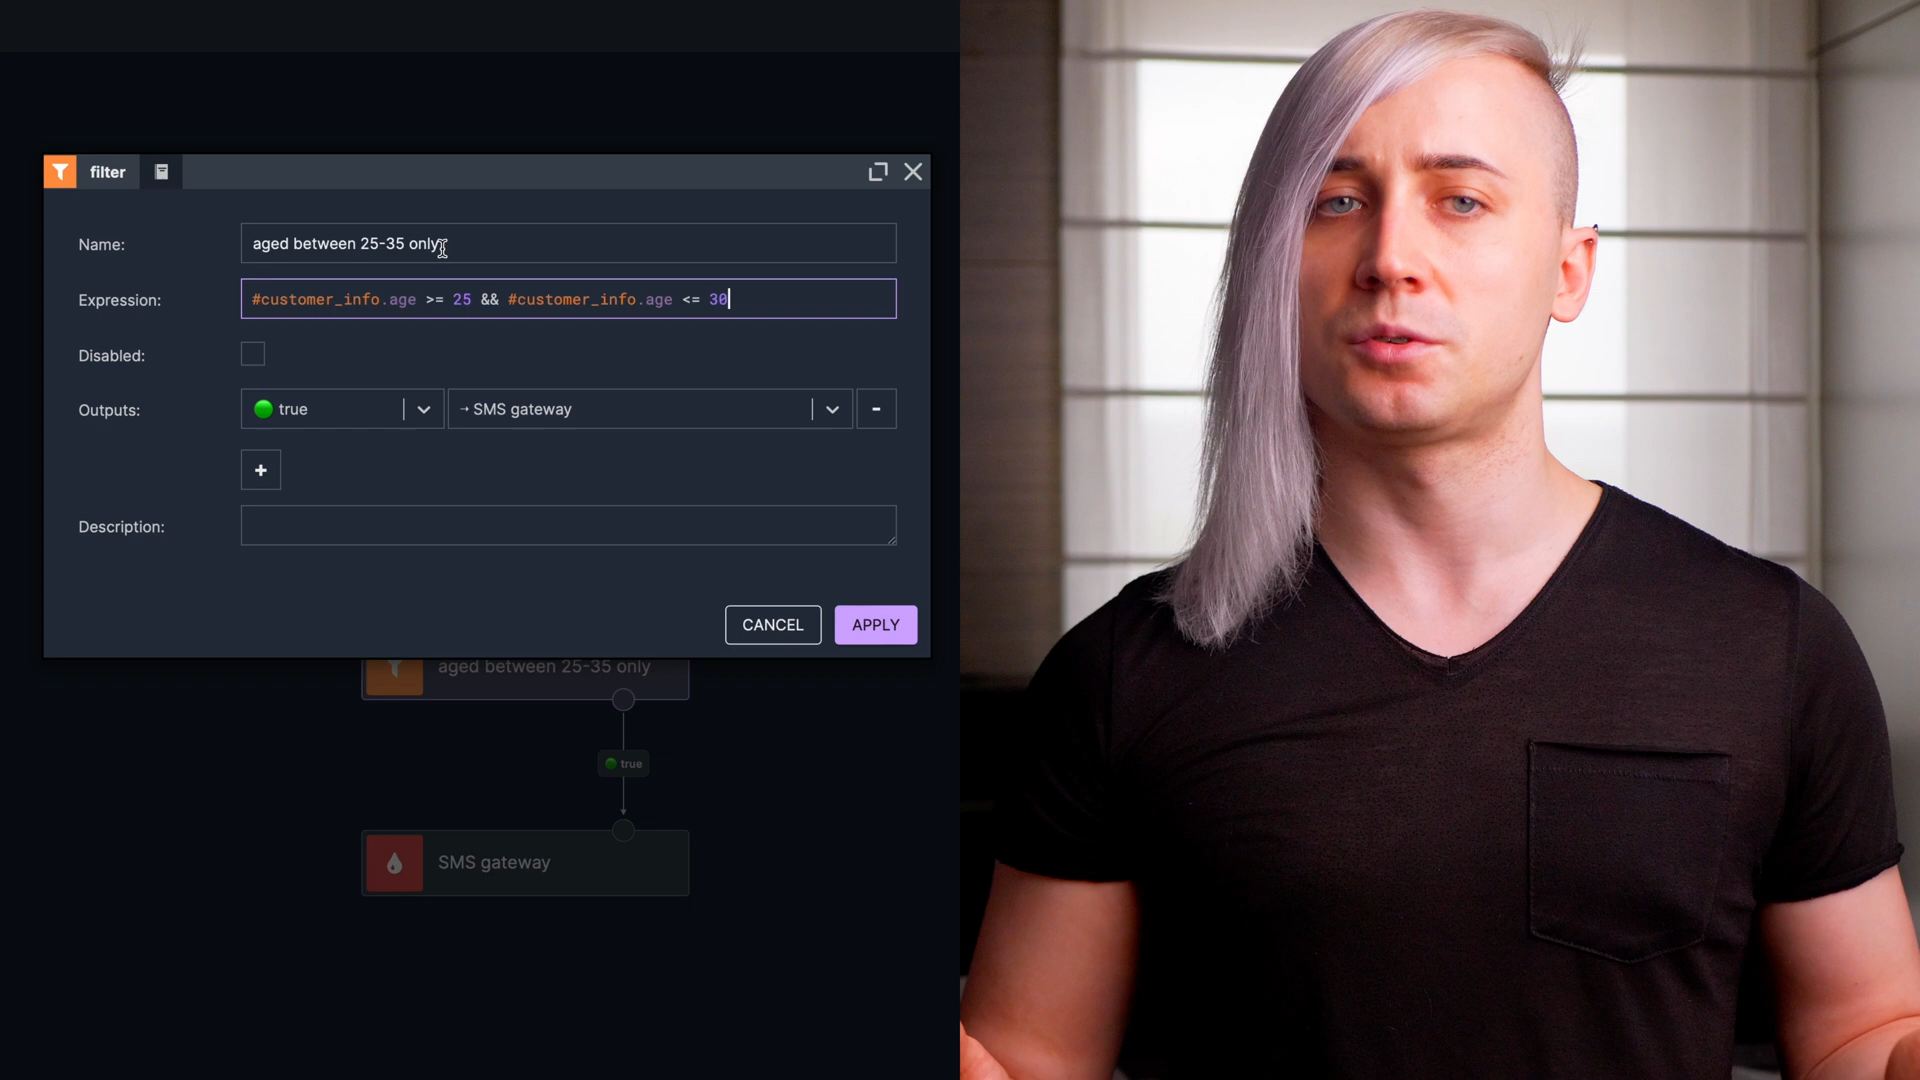 filter
Name:
aged between 25-35 only
Expression:
#customer_info.age >= 25 && #customer_info.age <= 30
Disabled:
Outputs:
true
→ SMS gateway
-
+
Description:
CANCEL
APPLY
aged between 25-35 only
true
SMS gateway